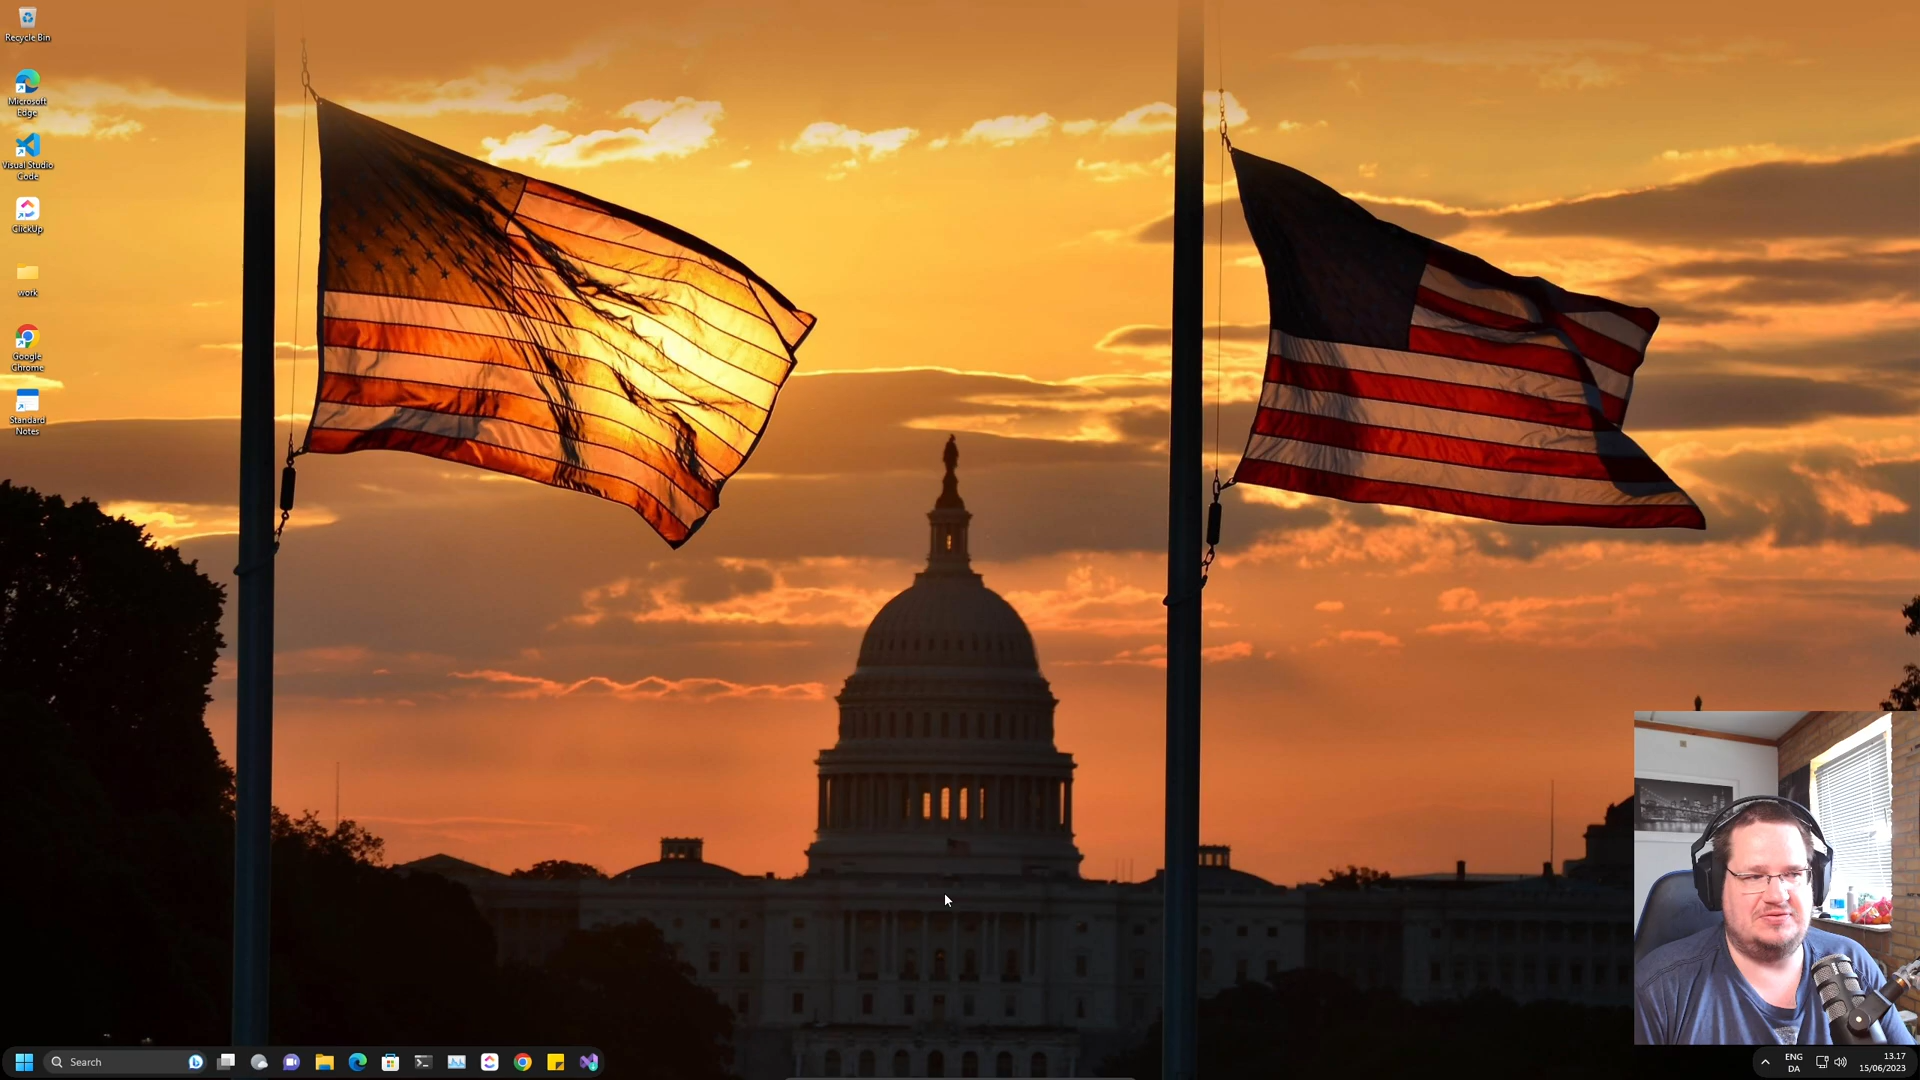 Recycle Bin
Microsoft
Edge
Visual Studio
Code
ClickUp
work
Google
Chrome
Standard
Notes
Search
ENG
DA
13.17
15/06/2023